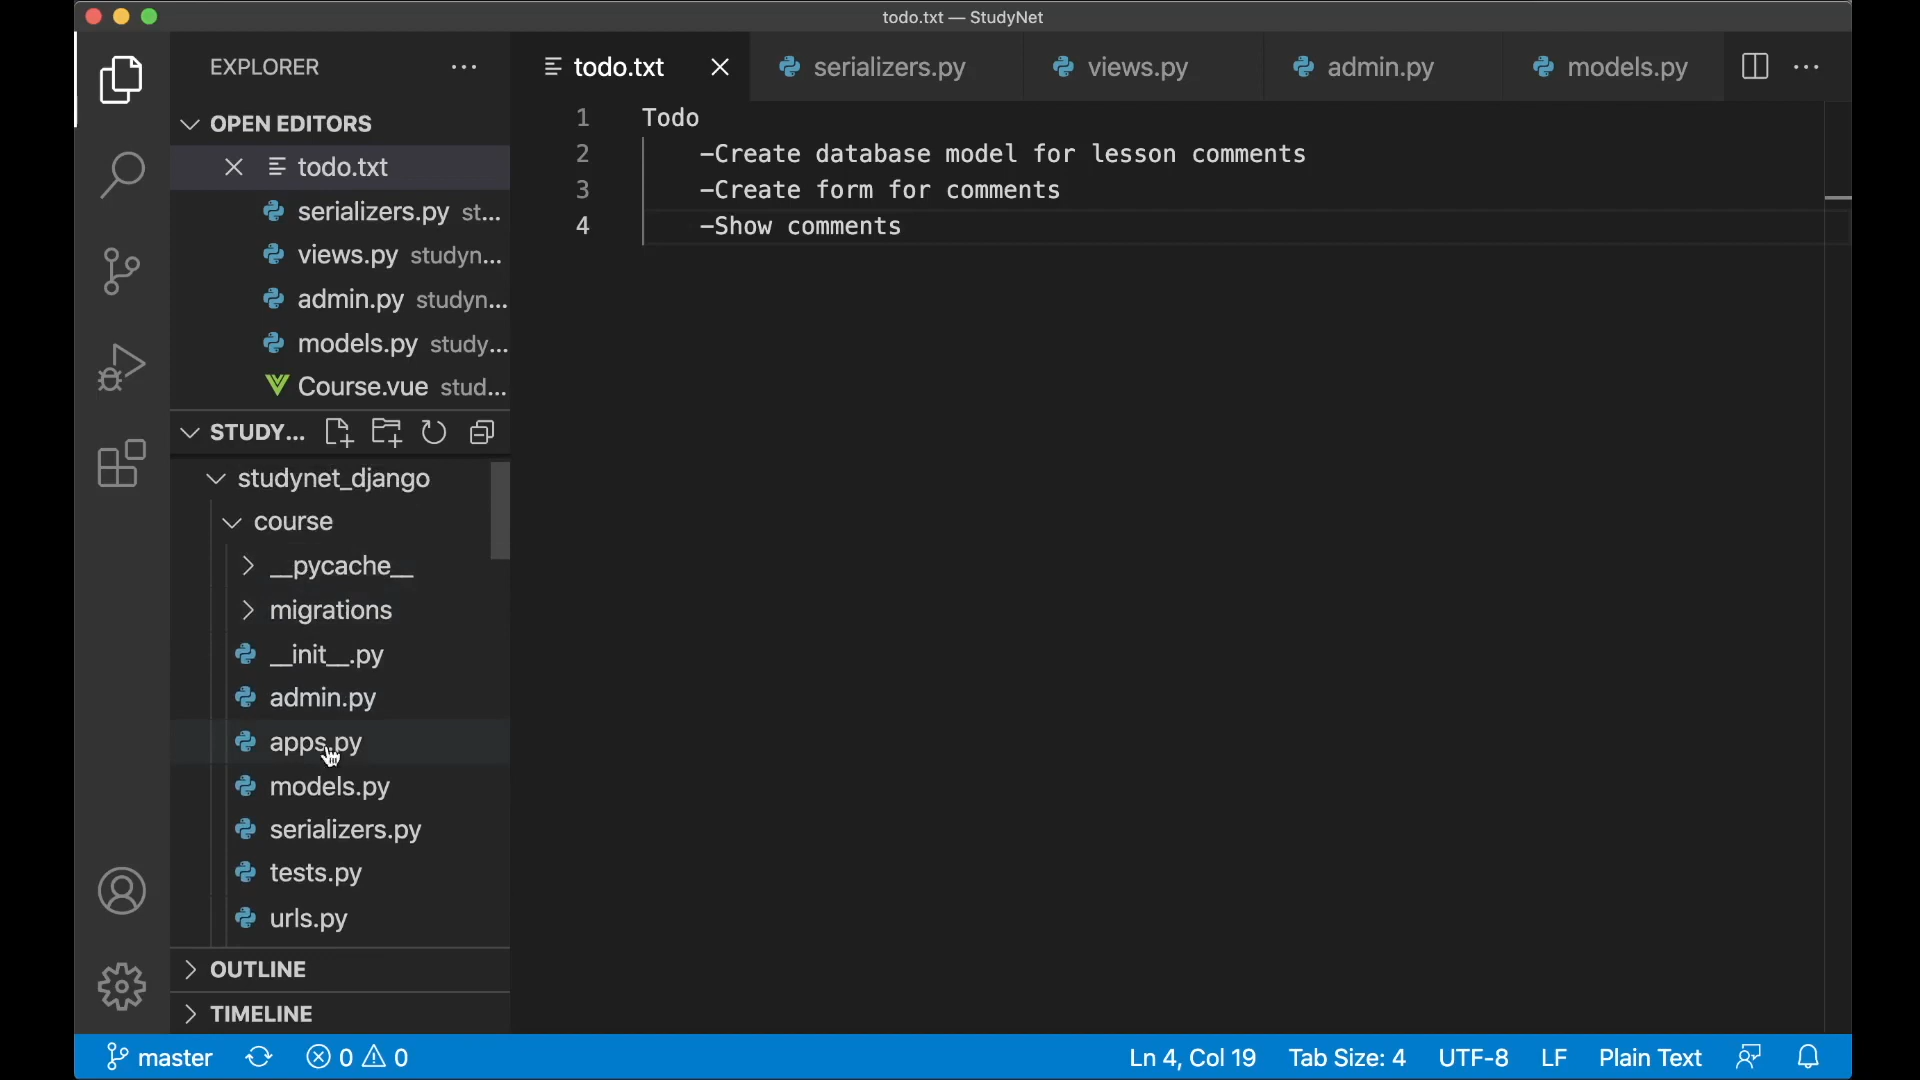 todo.txt — StudyNet
EXPLORER
OPEN EDITORS
todo.txt
serializers.py st...
views.py studyn...
admin.py studyn...
models.py study...
Course.vue stud...
STUDY...
studynet_django
course
__pycache__
migrations
__init__.py
admin.py
apps.py
models.py
serializers.py
tests.py
urls.py
OUTLINE
TIMELINE
todo.txt serializers.py views.py admin.py models.py
1 Todo
2 -Create database model for lesson comments
3 -Create form for comments
4 -Show comments
master 0 0 Ln 4, Col 19 Tab Size: 4 UTF-8 LF Plain Text